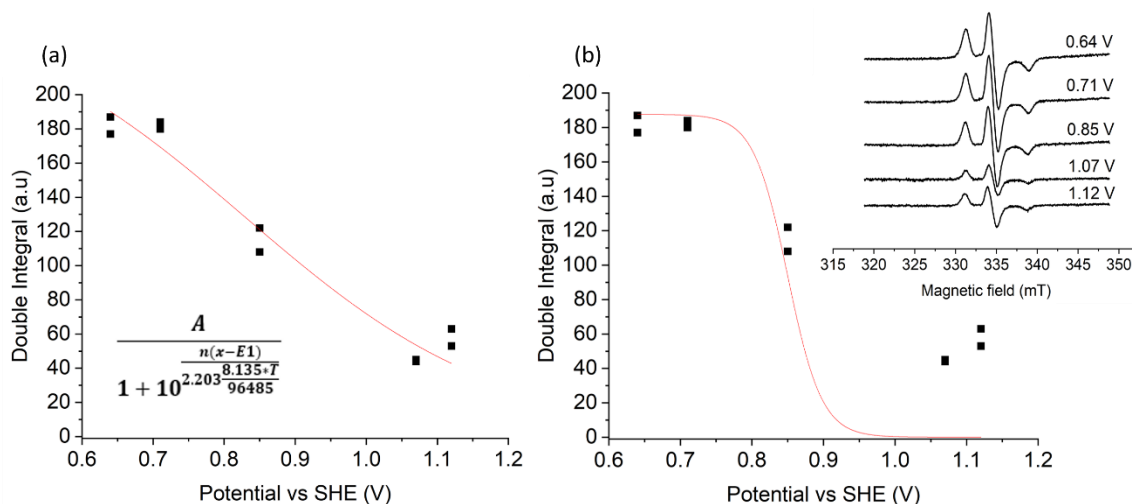 (a)
200
180
160
140
120
100
80
60
40
20
0
Double Integral (a.u)
0.6 0.7 0.8 0.9 1.0 1.1 1.2
Potential vs SHE (V)
A
n(x−E1)
8.135*T
1 + 10 2.203 96485
(b)
200
180
160
140
120
100
80
60
40
20
0
Double Integral (a.u)
0.6 0.7 0.8 0.9 1.0 1.1 1.2
Potential vs SHE (V)
0.64 V
0.71 V
0.85 V
1.07 V
1.12 V
315 320 325 330 335 340 345 350
Magnetic field (mT)